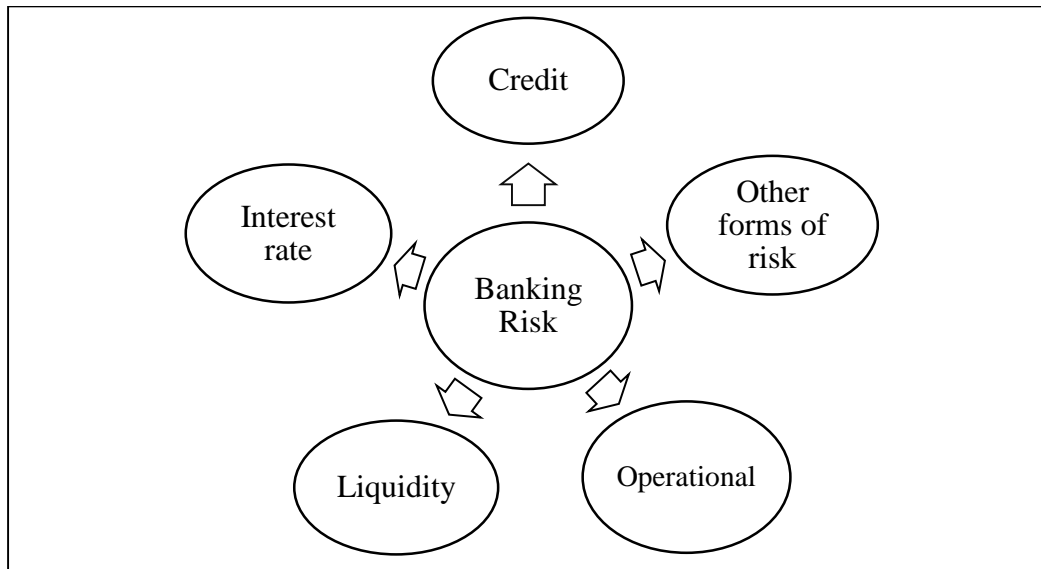 Credit
Interest
rate
Other
forms of
risk
Banking
Risk
Liquidity
Operational